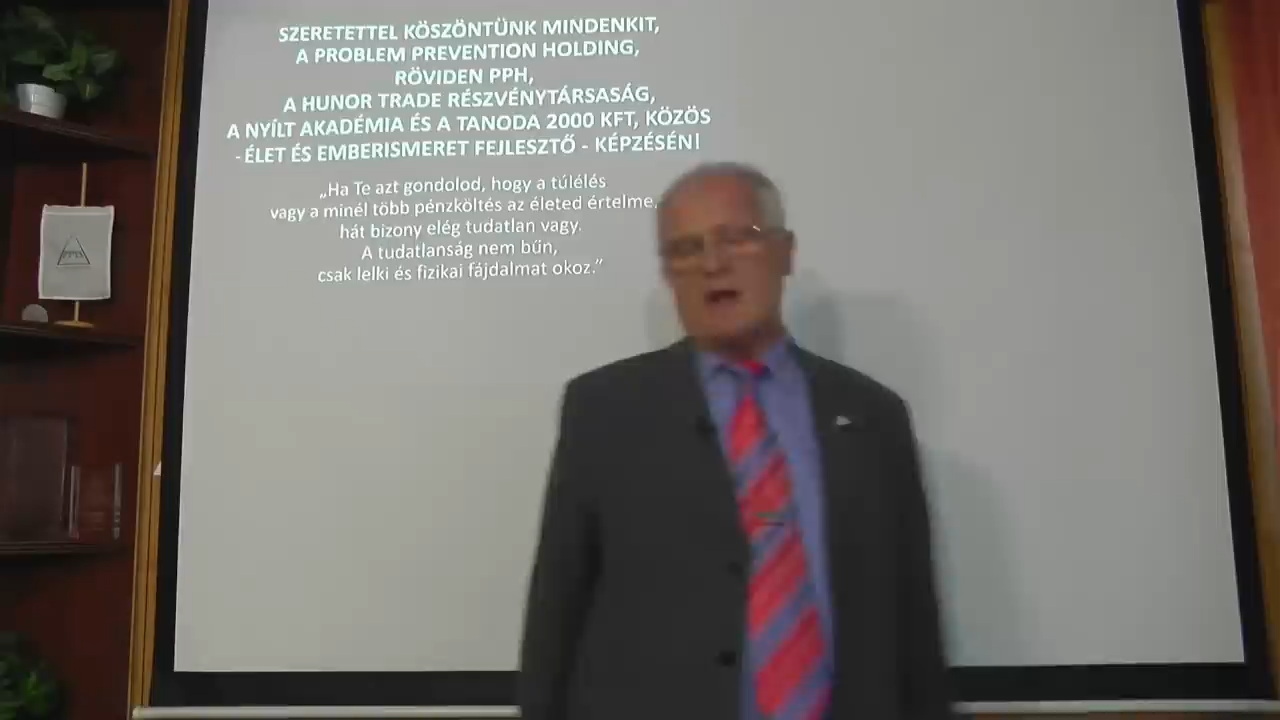 SZERETETTEL KÖSZÖNTÜNK MINDENKIT,
A PROBLEM PREVENTION HOLDING,
RÖVIDEN PPH,
A HUNOR TRADE RÉSZVÉNYTÁRSASÁG,
A NYÍLT AKADÉMIA ÉS A TANODA 2000 KFT, KÖZÖS
- ÉLET ÉS EMBERISMERET FEJLESZTŐ - KÉPZÉSÉN!
„Ha Te azt gondolod, hogy a túlélés
vagy a minél több pénzköltés az életed értelme,
hát bizony elég tudatlan vagy.
A tudatlanság nem bűn,
csak lelki és fizikai fájdalmat okoz.”